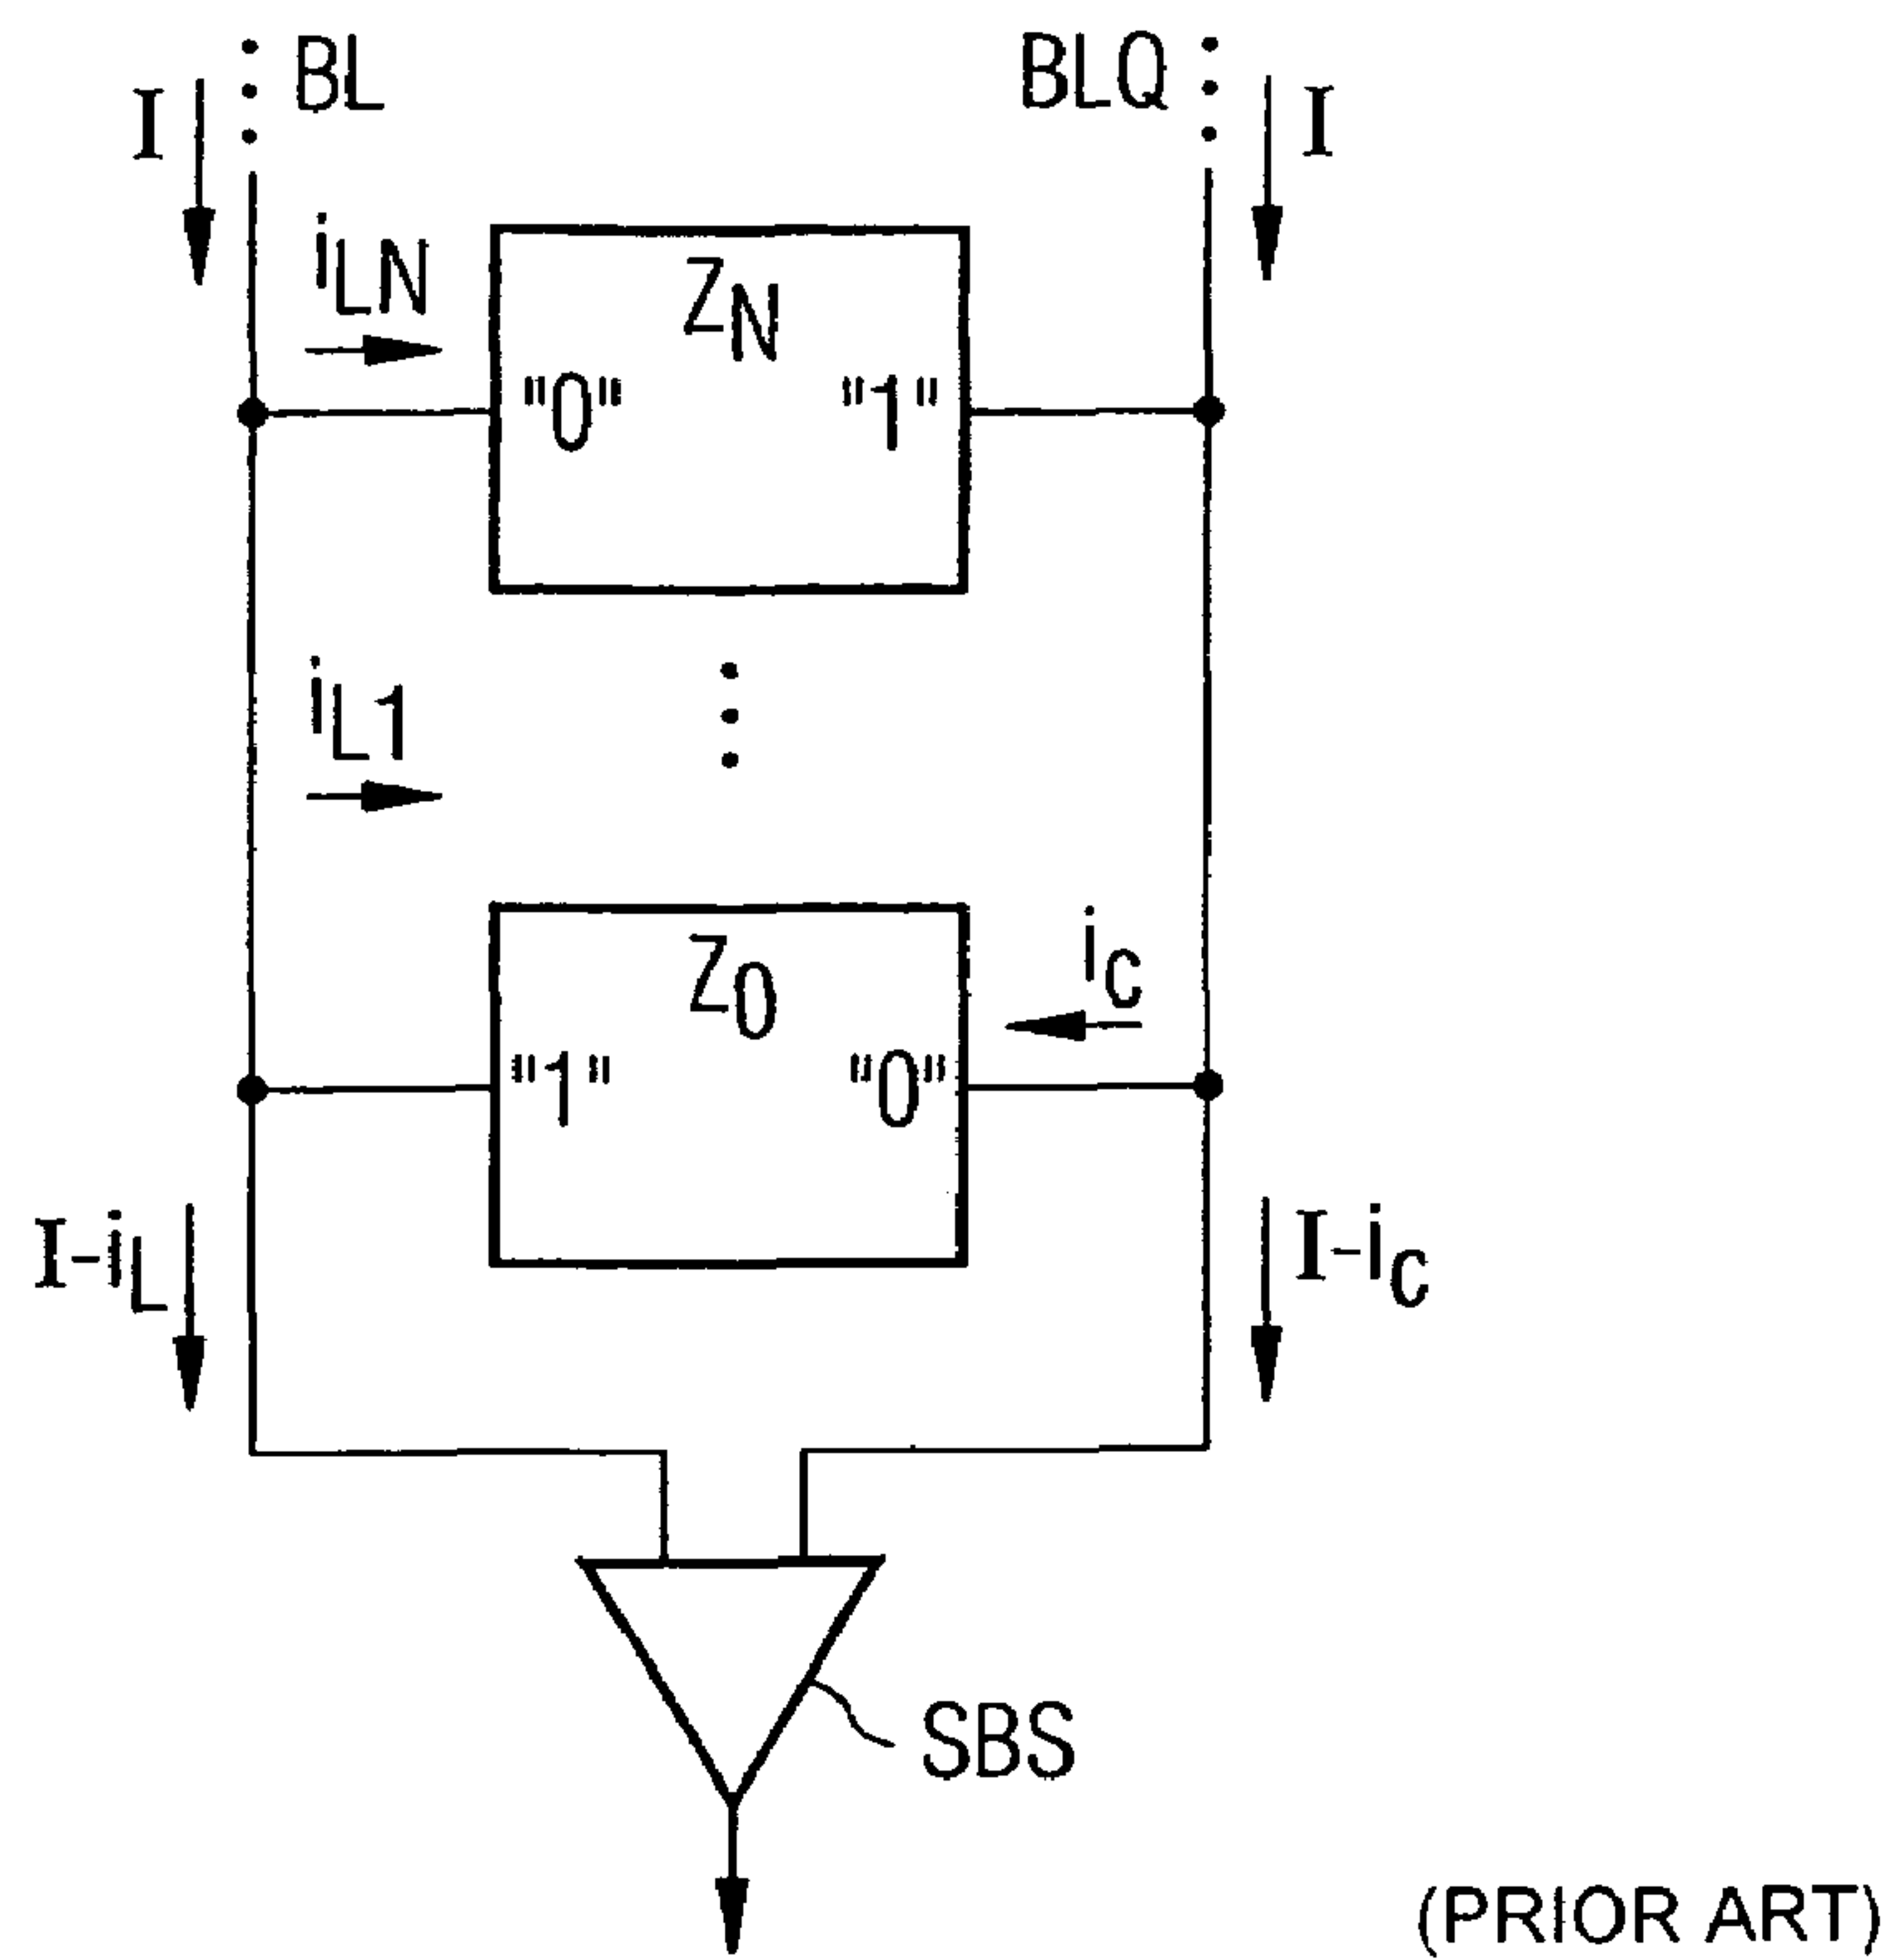 BL
BLQ
I
I
iLN
ZN
"0" "1"
iL1
Z0
iC
"1" "0"
I-iL
I-iC
SBS
(PRIOR ART)